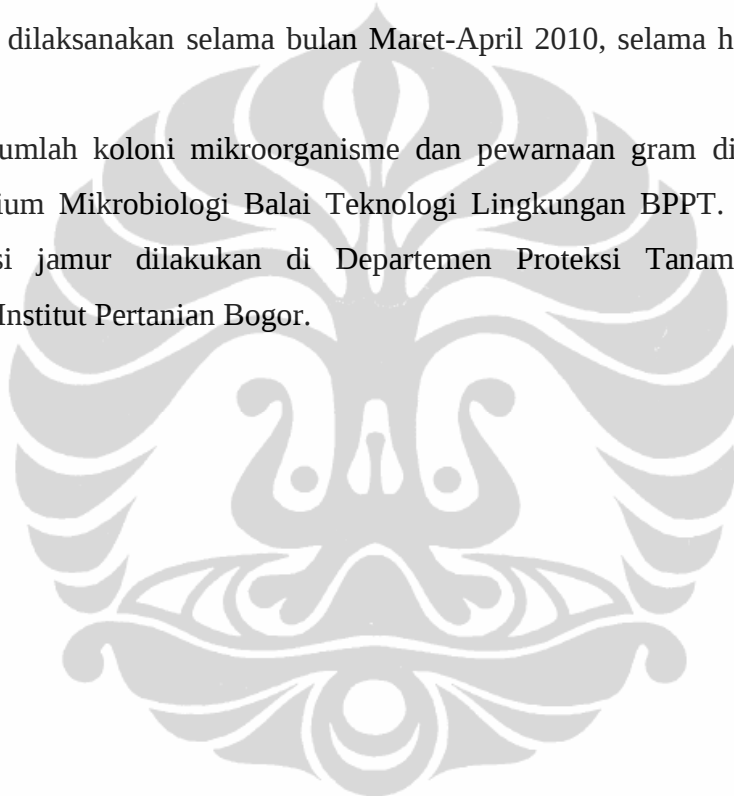 dilaksanakan selama bulan Maret-April 2010, selama h
umlah koloni mikroorganisme dan pewarnaan gram di
ium Mikrobiologi Balai Teknologi Lingkungan BPPT.
si jamur dilakukan di Departemen Proteksi Tanam
Institut Pertanian Bogor.